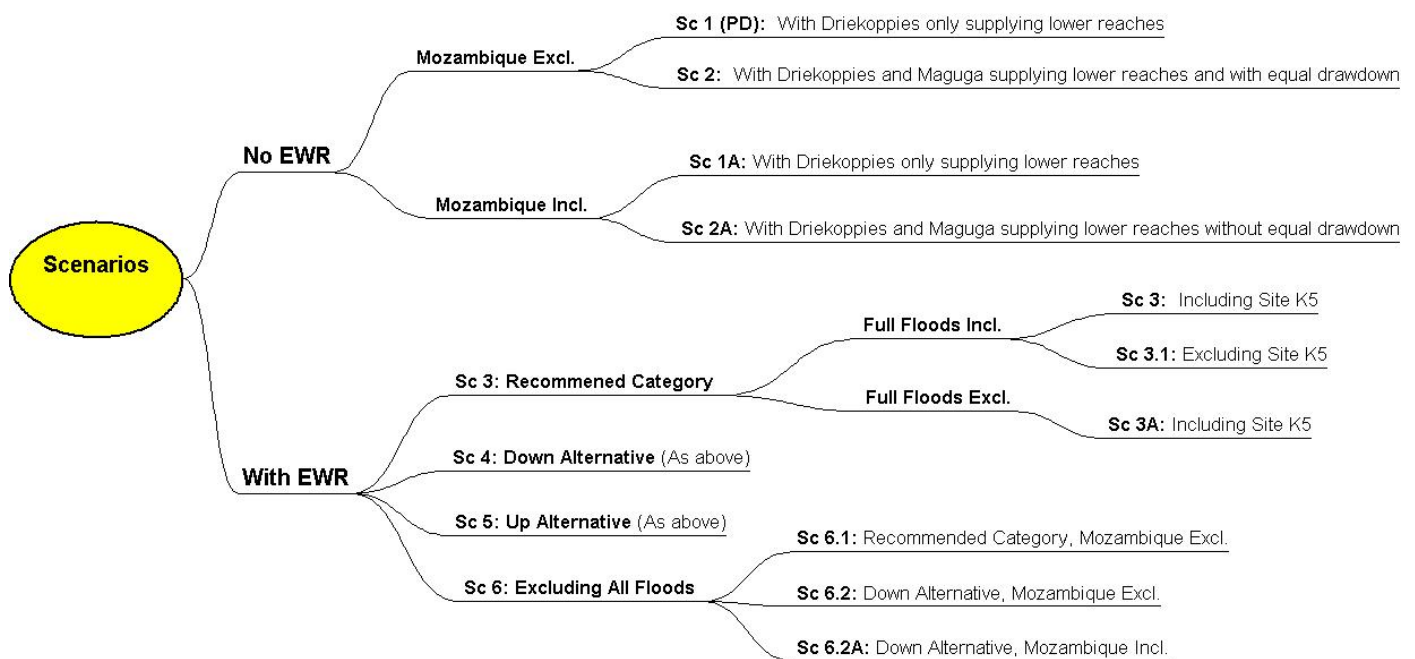 Scenarios
No EWR
Mozambique Excl.
Sc 1 (PD): With Driekoppies only supplying lower reaches
Sc 2: With Driekoppies and Maguga supplying lower reaches and with equal drawdown
Mozambique Incl.
Sc 1A: With Driekoppies only supplying lower reaches
Sc 2A: With Driekoppies and Maguga supplying lower reaches without equal drawdown
With EWR
Sc 3: Recommened Category
Full Floods Incl.
Sc 3: Including Site K5
Sc 3.1: Excluding Site K5
Full Floods Excl.
Sc 3A: Including Site K5
Sc 4: Down Alternative (As above)
Sc 5: Up Alternative (As above)
Sc 6: Excluding All Floods
Sc 6.1: Recommended Category, Mozambique Excl.
Sc 6.2: Down Alternative, Mozambique Excl.
Sc 6.2A: Down Alternative, Mozambique Incl.